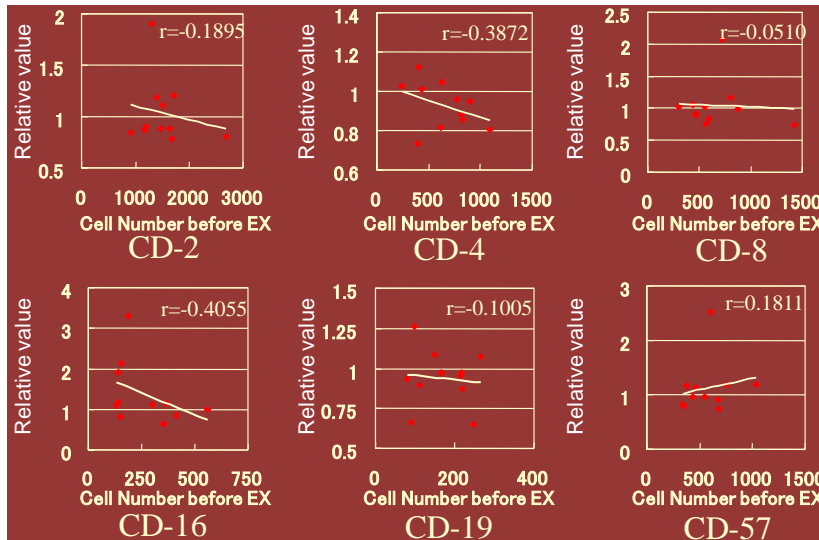 r=-0.1895
Relative value
2
1.5
1
0.5
0 1000 2000 3000
Cell Number before EX
CD-2
r=-0.3872
Relative value
1.4
1.2
1
0.8
0.6
0 500 1000 1500
Cell Number before EX
CD-4
r=-0.0510
Relative value
2.5
2
1.5
1
0.5
0
0 500 1000 1500
Cell Number before EX
CD-8
r=-0.4055
Relative value
4
3
2
1
0
0 250 500 750
Cell Number before EX
CD-16
r=-0.1005
Relative value
1.5
1.25
1
0.75
0.5
0 200 400
Cell Number before EX
CD-19
r=0.1811
Relative value
3
2
1
0
0 500 1000 1500
Cell Number before EX
CD-57